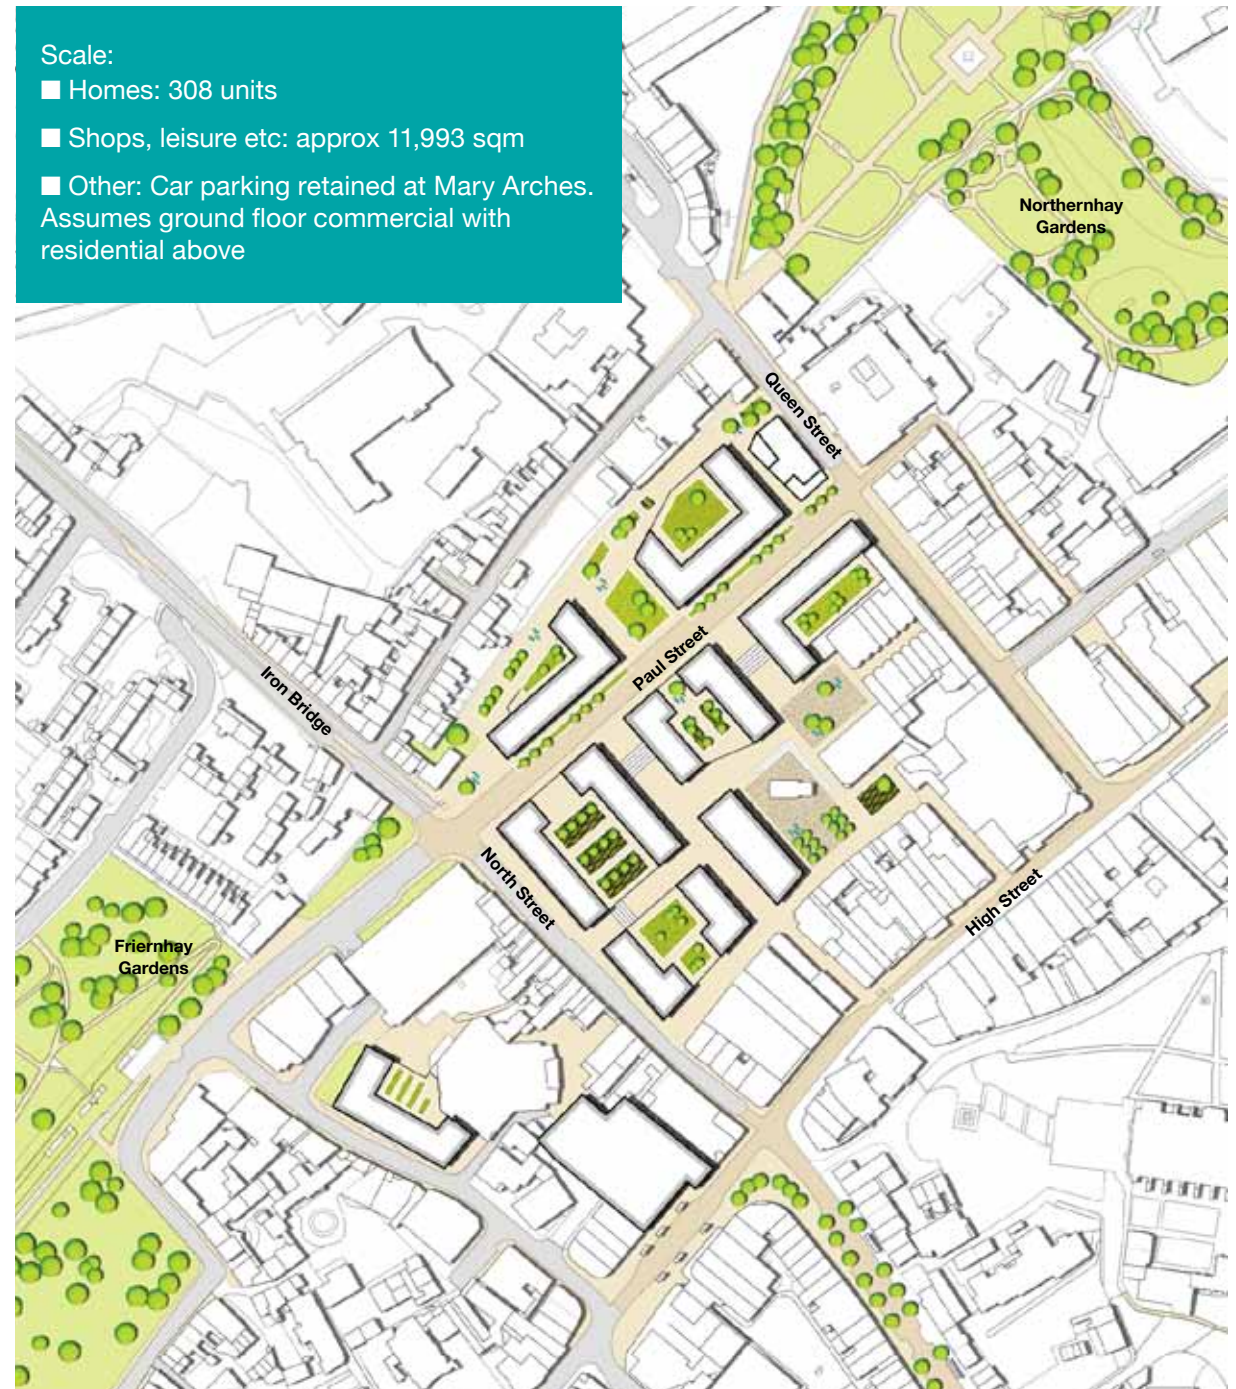 Scale:
■ Homes: 308 units
■ Shops, leisure etc: approx 11,993 sqm
■ Other: Car parking retained at Mary Arches.
Assumes ground floor commercial with
residential above
Northernhay
Gardens
Queen Street
Paul Street
Iron Bridge
North Street
High Street
Friernhay
Gardens